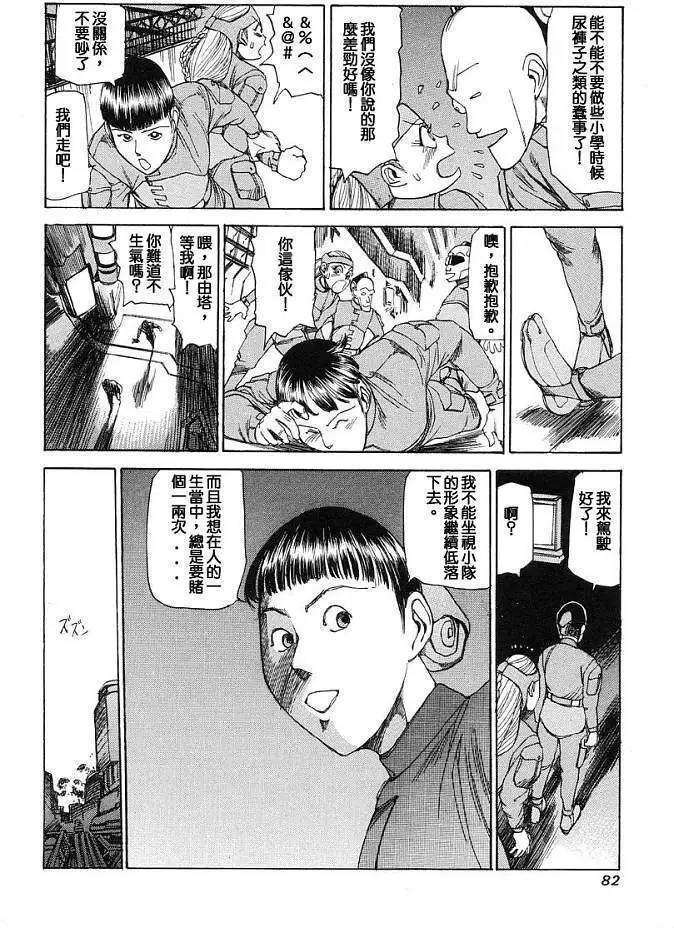 能不能不要做些小學時候
尿褲子之類的蠢事了！
我們沒像你說的那
麼差勁好嗎！
&%︿︿
&@#
沒關係，
不要吵了
我們走吧！
噢，抱歉抱歉。
你這傢伙！
喂，那由塔，
等我啊！
你難道不
生氣嗎？
我來駕駛
好了！
啊？
我不能坐視小隊
的形象繼續低落
下去。
而且我想在人的一
生當中，總是要賭
個一兩次...
ズズン
82